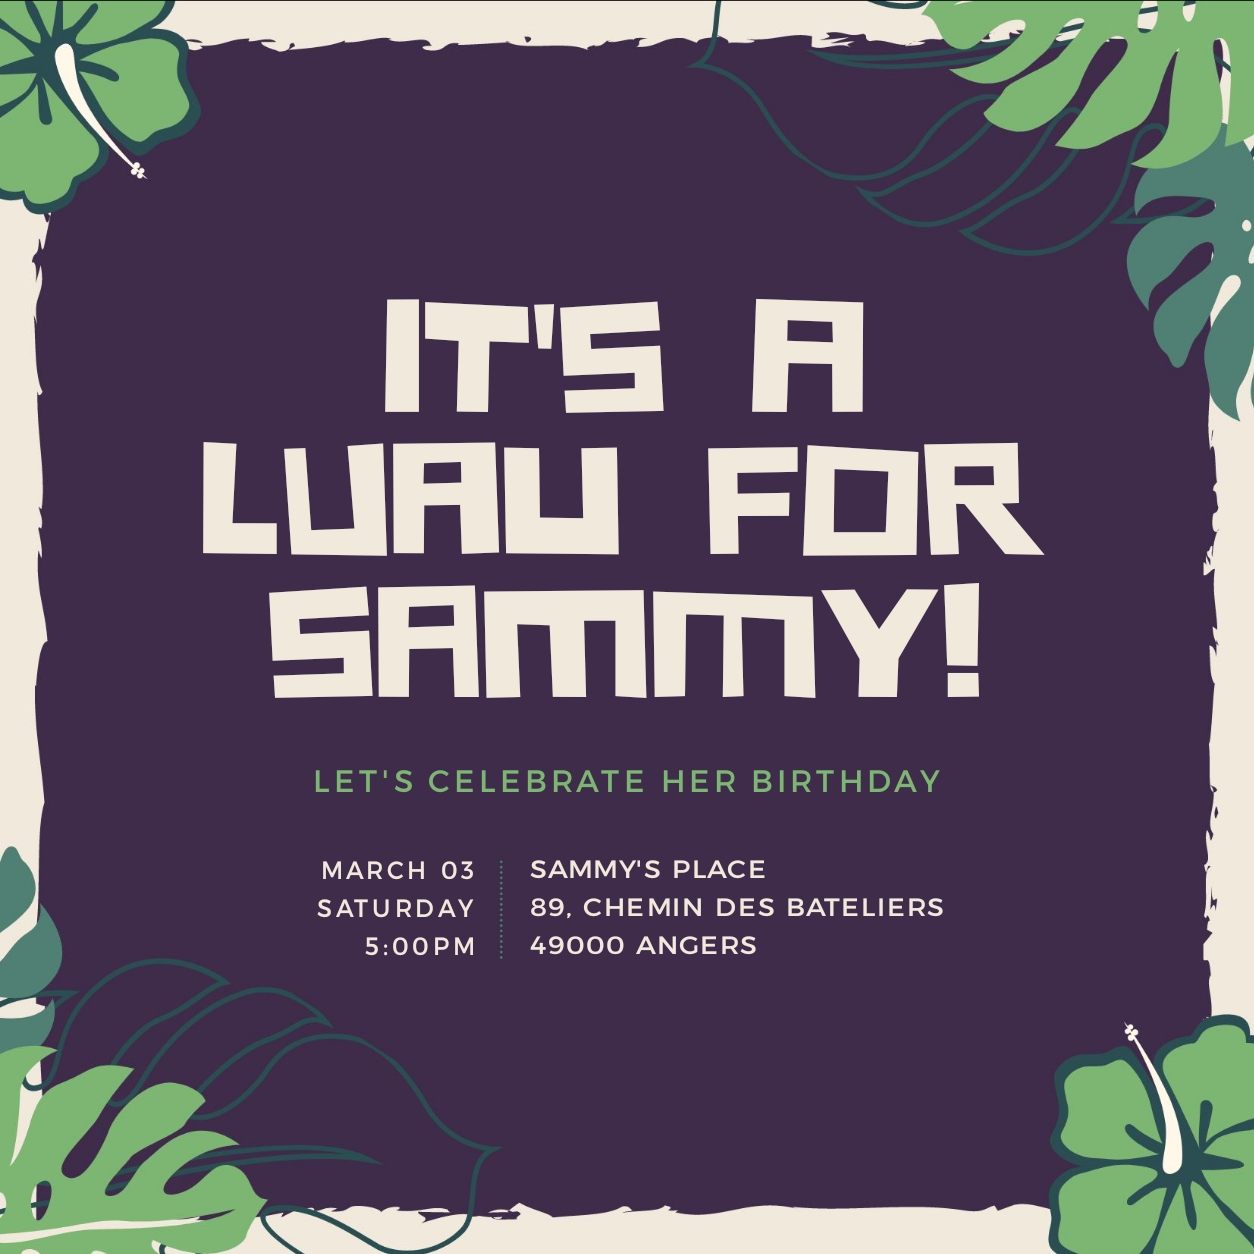 IT'S A
LUAU FOR
SAMMY!
LET'S CELEBRATE HER BIRTHDAY
MARCH 03
SATURDAY
5:00PM
SAMMY'S PLACE
89, CHEMIN DES BATELIERS
49000 ANGERS